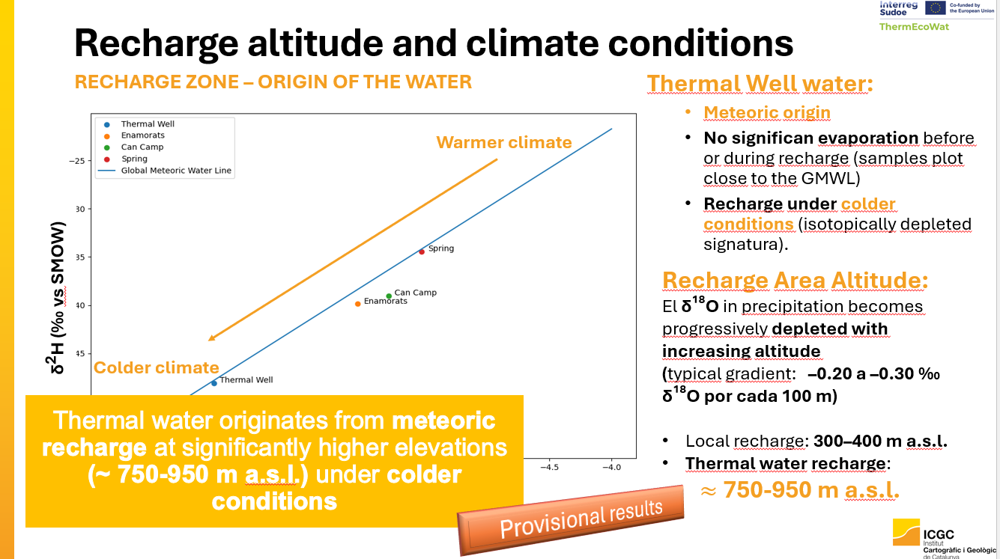 Interreg
Sudoe
Co-funded by
the European Union
ThermEcoWat
Recharge altitude and climate conditions
RECHARGE ZONE – ORIGIN OF THE WATER
Thermal Well
Enamorats
Can Camp
Spring
Global Meteoric Water Line
Warmer climate
−25
30
35
40
45
δ²H (‰ vs SMOW)
Spring
Can Camp
Enamorats
Colder climate
Thermal Well
−4.5
−4.0
Thermal water originates from meteoric
recharge at significantly higher elevations
(~ 750-950 m a.s.l.) under colder
conditions
Provisional results
Thermal Well water:
• Meteoric origin
• No significan evaporation before
or during recharge (samples plot
close to the GMWL)
• Recharge under colder
conditions (isotopically depleted
signatura).
Recharge Area Altitude:
El δ¹⁸O in precipitation becomes
progressively depleted with
increasing altitude
(typical gradient: –0.20 a –0.30 ‰
δ¹⁸O por cada 100 m)
• Local recharge: 300–400 m a.s.l.
• Thermal water recharge:
≈ 750-950 m a.s.l.
ICGC
Institut
Cartogràfic i Geològic
de Catalunya